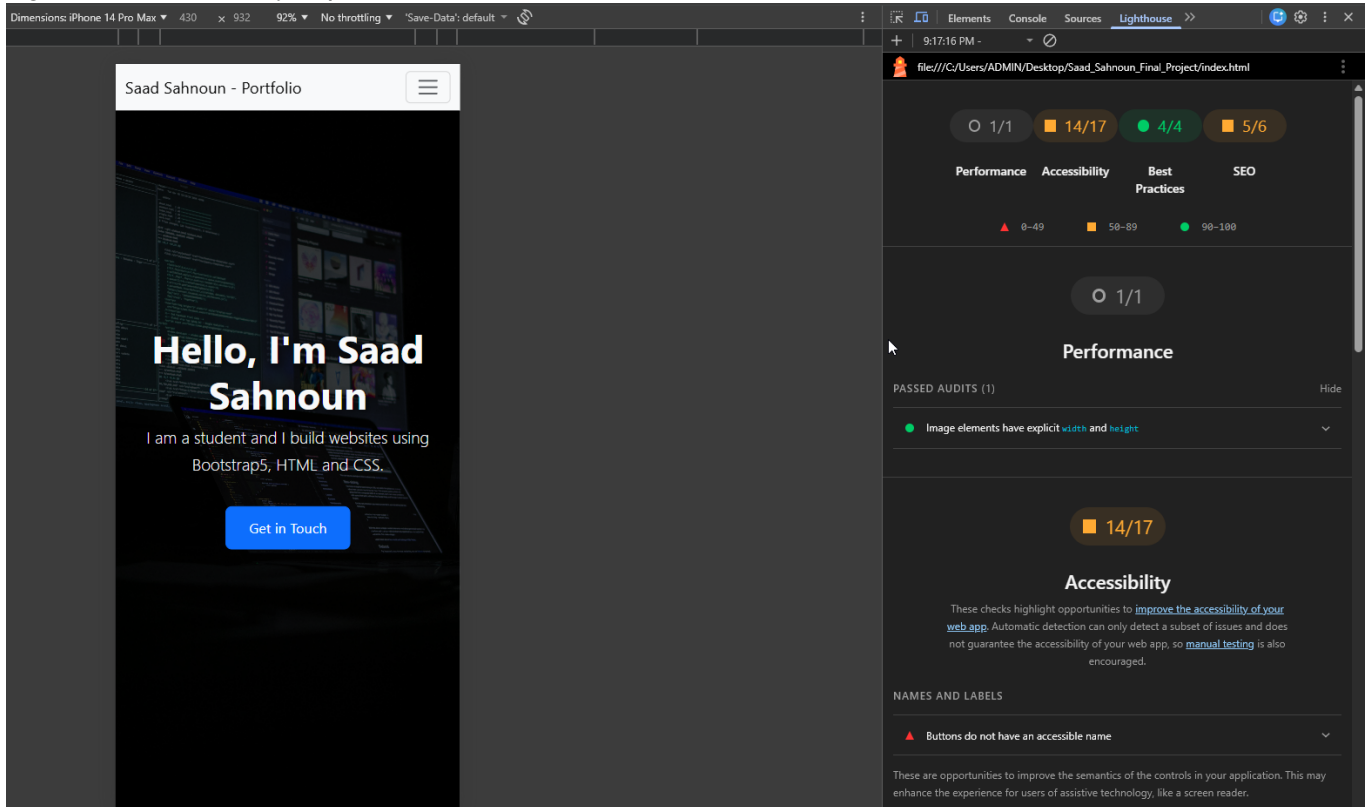 Dimensions: iPhone 14 Pro Max ▼ 430 × 932 92% ▼ No throttling ▼ 'Save-Data': default ▼
Elements Console Sources Lighthouse
9:17:16 PM -
file:///C:/Users/ADMIN/Desktop/Saad_Sahnoun_Final_Project/index.html
Saad Sahnoun - Portfolio
Hello, I'm Saad
Sahnoun
I am a student and I build websites using
Bootstrap5, HTML and CSS.
Get in Touch
1/1 14/17 4/4 5/6
Performance Accessibility Best
Practices SEO
0–49 50–89 90–100
1/1
Performance
PASSED AUDITS (1) Hide
Image elements have explicit width and height
14/17
Accessibility
These checks highlight opportunities to improve the accessibility of your
web app. Automatic detection can only detect a subset of issues and does
not guarantee the accessibility of your web app, so manual testing is also
encouraged.
NAMES AND LABELS
Buttons do not have an accessible name
These are opportunities to improve the semantics of the controls in your application. This may
enhance the experience for users of assistive technology, like a screen reader.